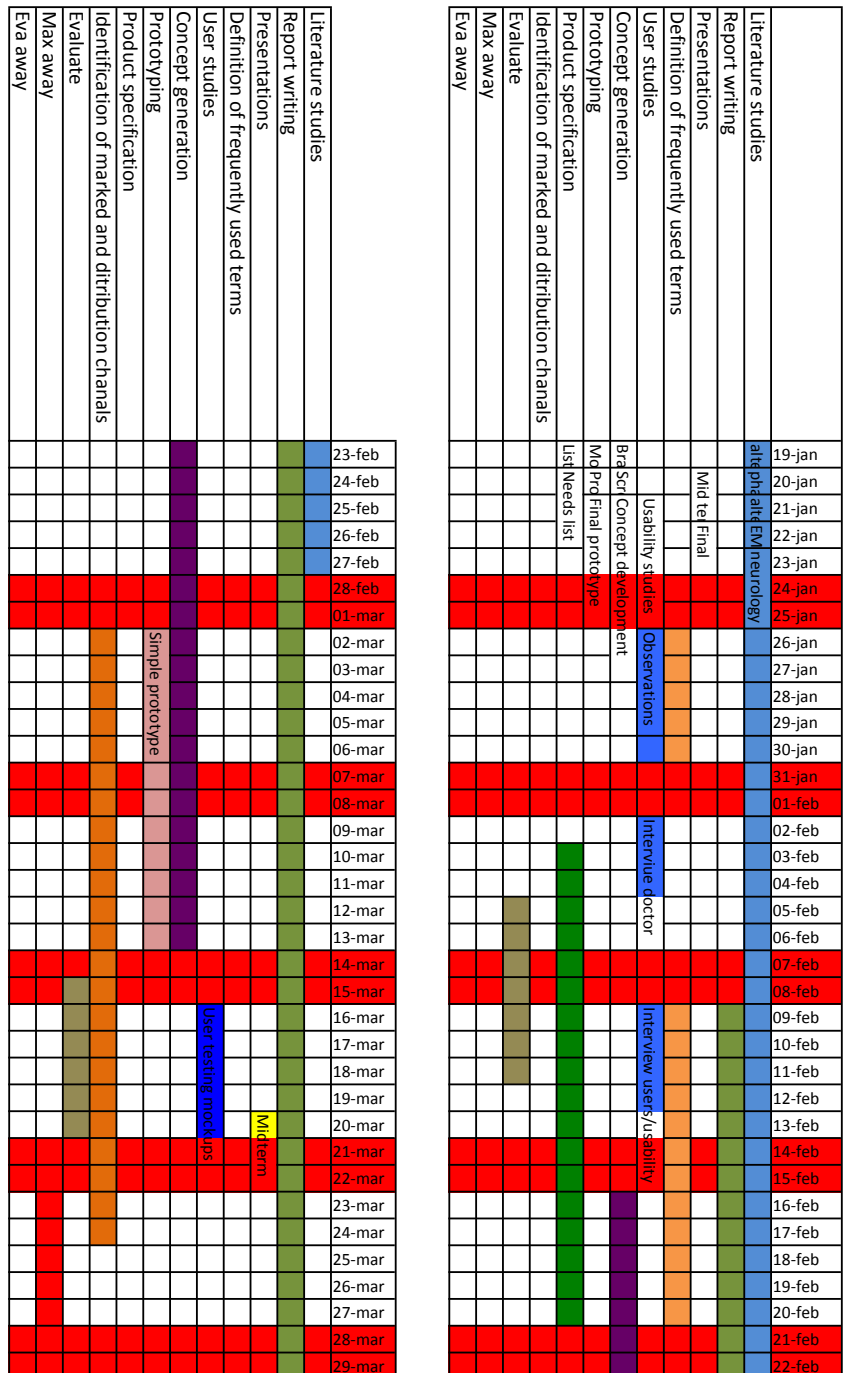 19-jan 20-jan 21-jan 22-jan 23-jan 24-jan 25-jan 26-jan 27-jan 28-jan 29-jan 30-jan 31-jan 01-feb 02-feb 03-feb 04-feb 05-feb 06-feb 07-feb 08-feb 09-feb 10-feb 11-feb 12-feb 13-feb 14-feb 15-feb 16-feb 17-feb 18-feb 19-feb 20-feb 21-feb 22-feb
Literature studies alte pha alte EM neurology
Report writing
Presentations Mid te Final
Definition of frequently used terms
User studies Usability studies Observations Interviue doctor Interview users/usability
Concept generation Bra Scr Concept development
Prototyping Mo Pro Final prototype
Product specification List Needs list
Identification of marked and ditribution chanals
Evaluate
Max away
Eva away
23-feb 24-feb 25-feb 26-feb 27-feb 28-feb 01-mar 02-mar 03-mar 04-mar 05-mar 06-mar 07-mar 08-mar 09-mar 10-mar 11-mar 12-mar 13-mar 14-mar 15-mar 16-mar 17-mar 18-mar 19-mar 20-mar 21-mar 22-mar 23-mar 24-mar 25-mar 26-mar 27-mar 28-mar 29-mar
Literature studies
Report writing
Presentations Midterm
Definition of frequently used terms
User studies User testing mockups
Concept generation
Prototyping Simple prototype
Product specification
Identification of marked and ditribution chanals
Evaluate
Max away
Eva away